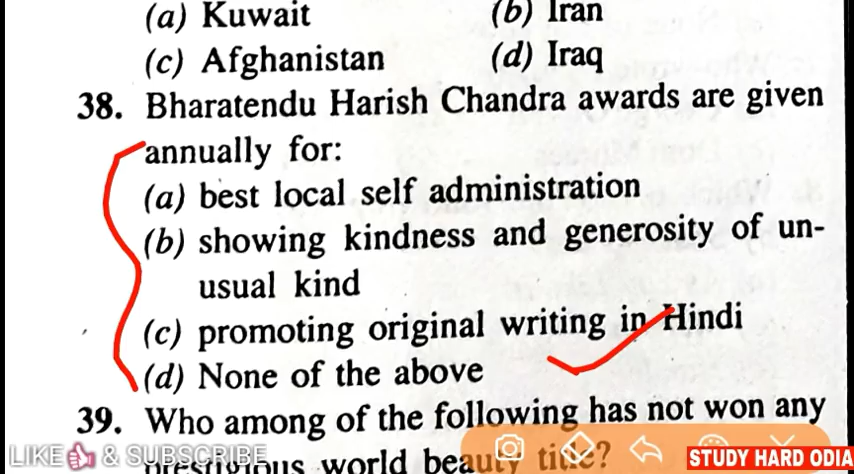 (a) Kuwait (b) Iran
(c) Afghanistan (d) Iraq
38. Bharatendu Harish Chandra awards are given
annually for:
(a) best local self administration
(b) showing kindness and generosity of un-
usual kind
(c) promoting original writing in Hindi
(d) None of the above
39. Who among of the following has not won any
prestigious world beauty title?
LIKE & SUBSCRIBE
STUDY HARD ODIA